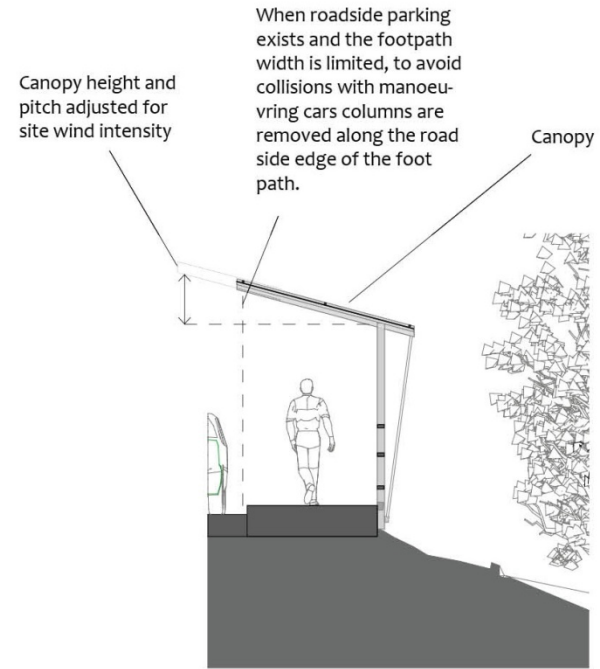 When roadside parking
exists and the footpath
width is limited, to avoid
collisions with manoeu-
vring cars columns are
removed along the road
side edge of the foot
path.
Canopy height and
pitch adjusted for
site wind intensity
Canopy